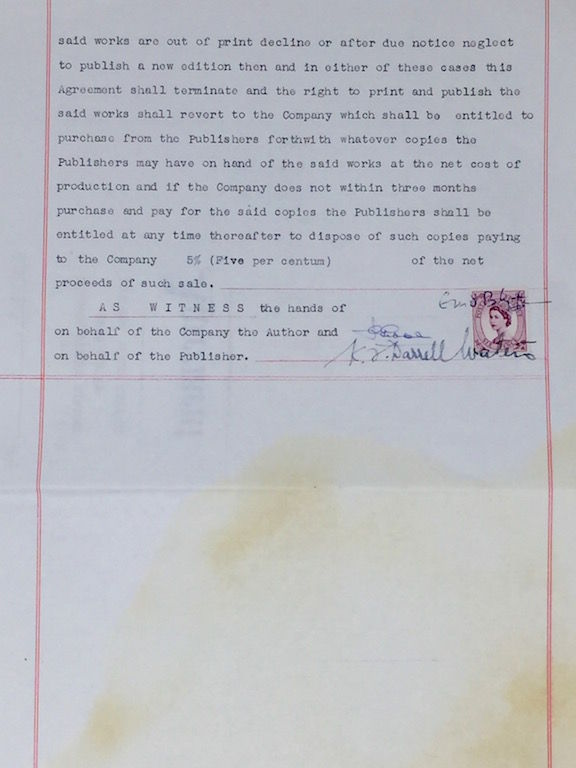 said works are out of print decline or after due notice neglect
to publish a new edition then and in either of these cases this
Agreement shall terminate and the right to print and publish the
said works shall revert to the Company which shall be entitled to
purchase from the Publishers forthwith whatever copies the
Publishers may have on hand of the said works at the net cost of
production and if the Company does not within three months
purchase and pay for the said copies the Publishers shall be
entitled at any time thereafter to dispose of such copies paying
to the Company 5% (Five per centum) of the net
proceeds of such sale.
AS WITNESS the hands of
on behalf of the Company the Author and
on behalf of the Publisher.
K. F. Darrell Waters